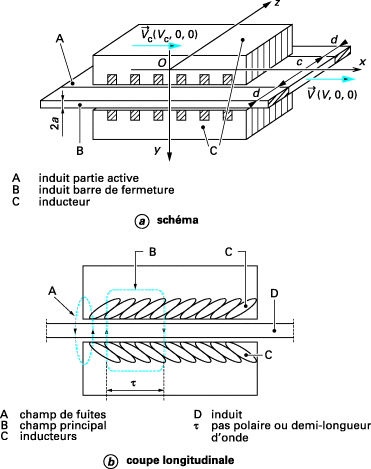 z
V⃗c(Vc, 0, 0)
A
d
O
c
x
d
V⃗(V, 0, 0)
2a
B
y
C
A induit partie active
B induit barre de fermeture
C inducteur
a schéma
B
C
A
D
C
τ
A champ de fuites
B champ principal
C inducteurs
D induit
τ pas polaire ou demi-longueur
d'onde
b coupe longitudinale